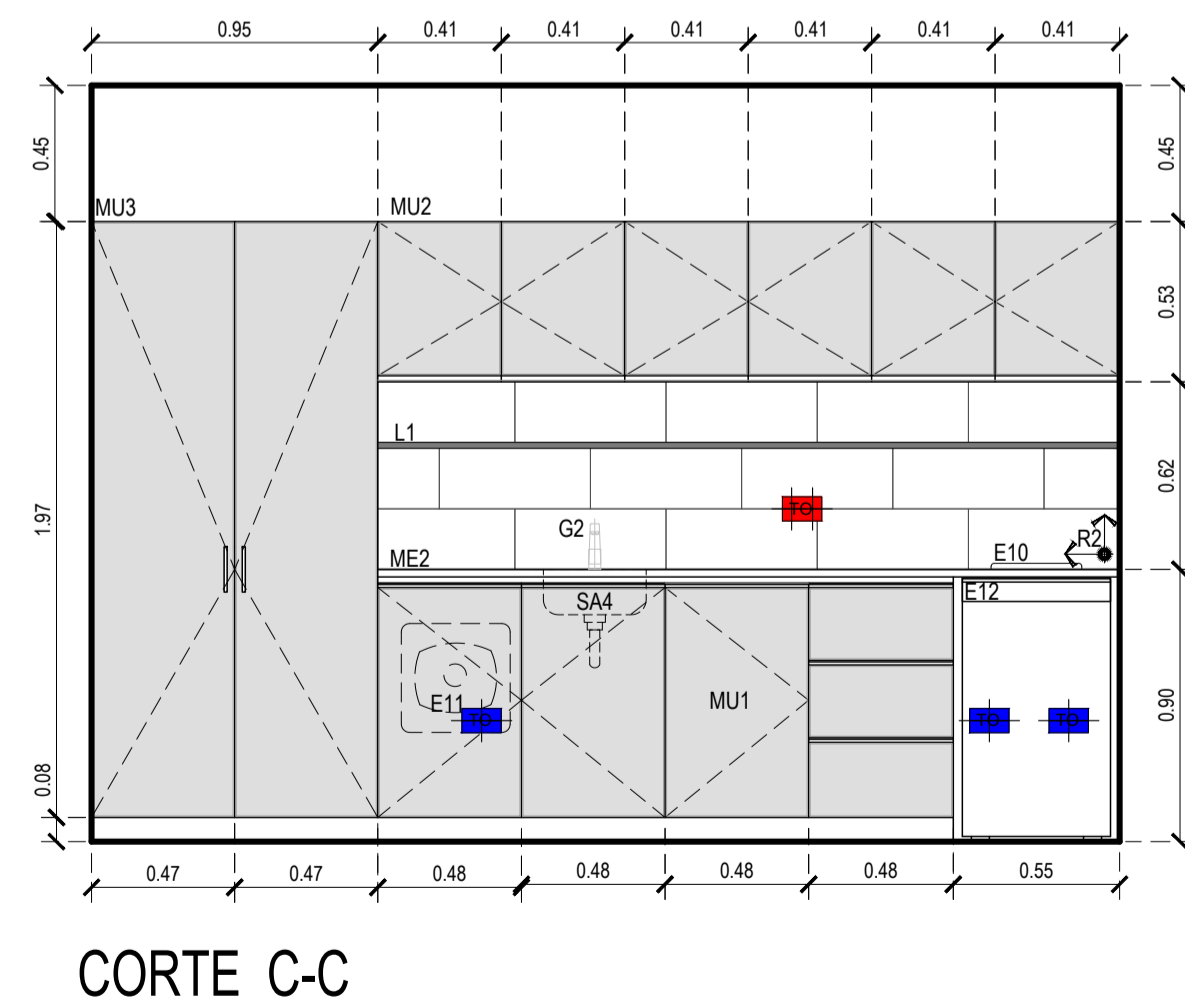 0.95 0.41 0.41 0.41 0.41 0.41 0.41
0.45 0.45
MU3 MU2
0.53
L1
0.62
1.97
TO
G2 R2
ME2 E10
SA4 E12
E11 MU1
TO TO TO
0.90
0.08
0.47 0.47 0.48 0.48 0.48 0.48 0.55
CORTE C-C